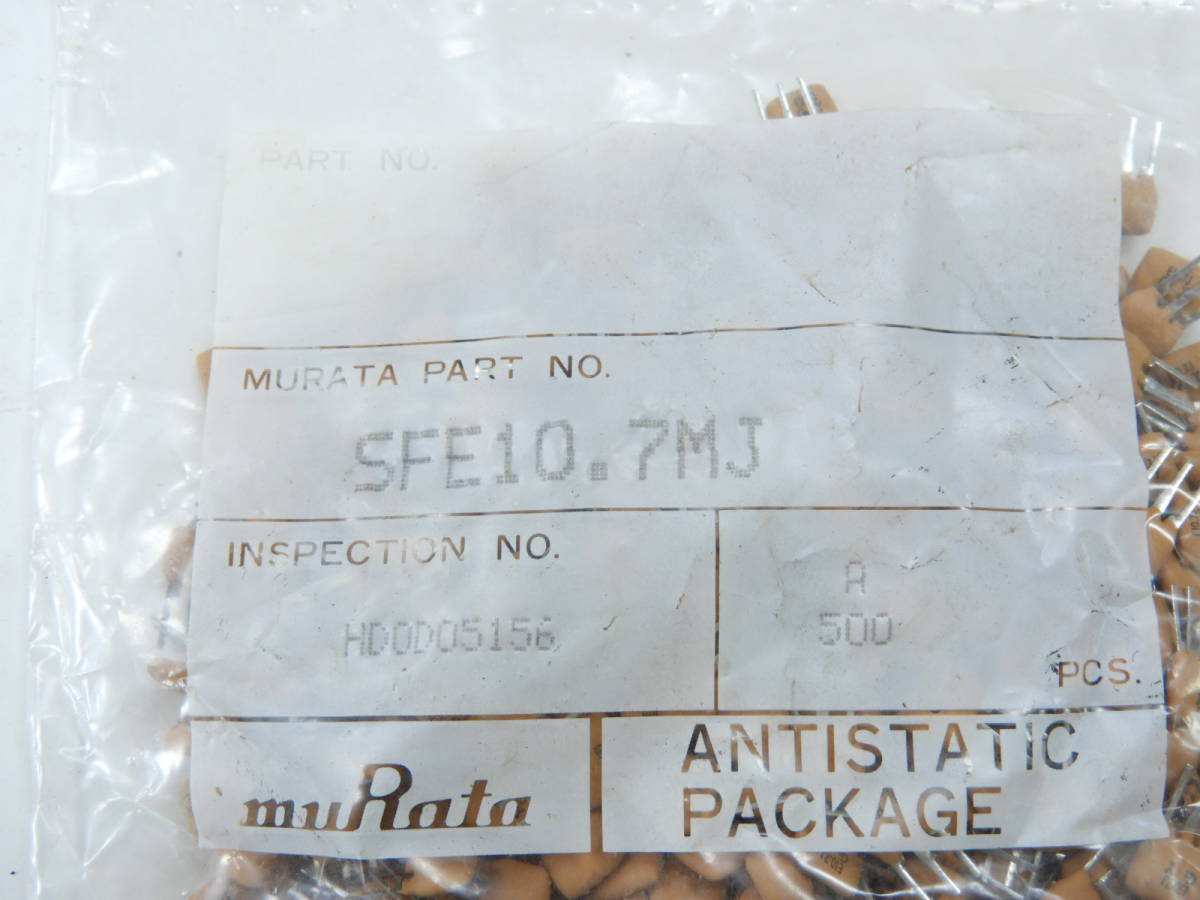 PART NO.
MURATA PART NO.
SFE10.7MJ
INSPECTION NO.
HD0D05156
A
500
PCS.
muRata
ANTISTATIC
PACKAGE